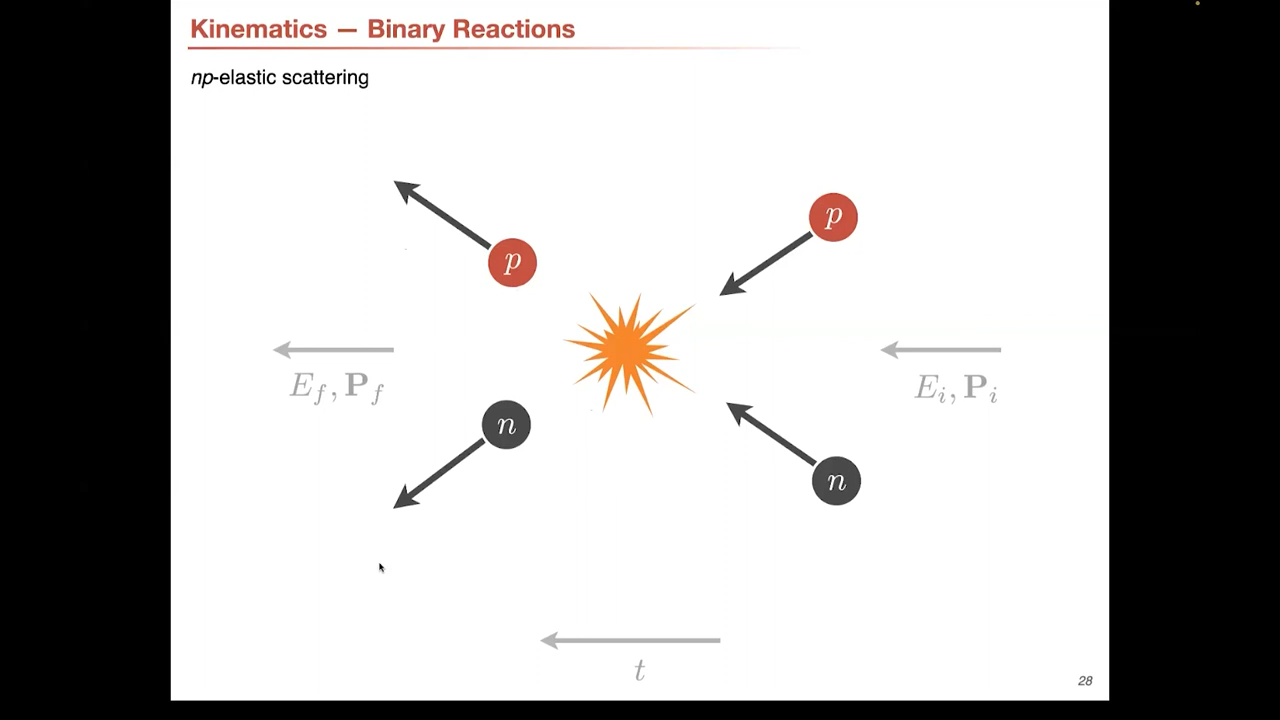 Kinematics — Binary Reactions
np-elastic scattering
p
p
E_f, P_f
E_i, P_i
n
n
t
28